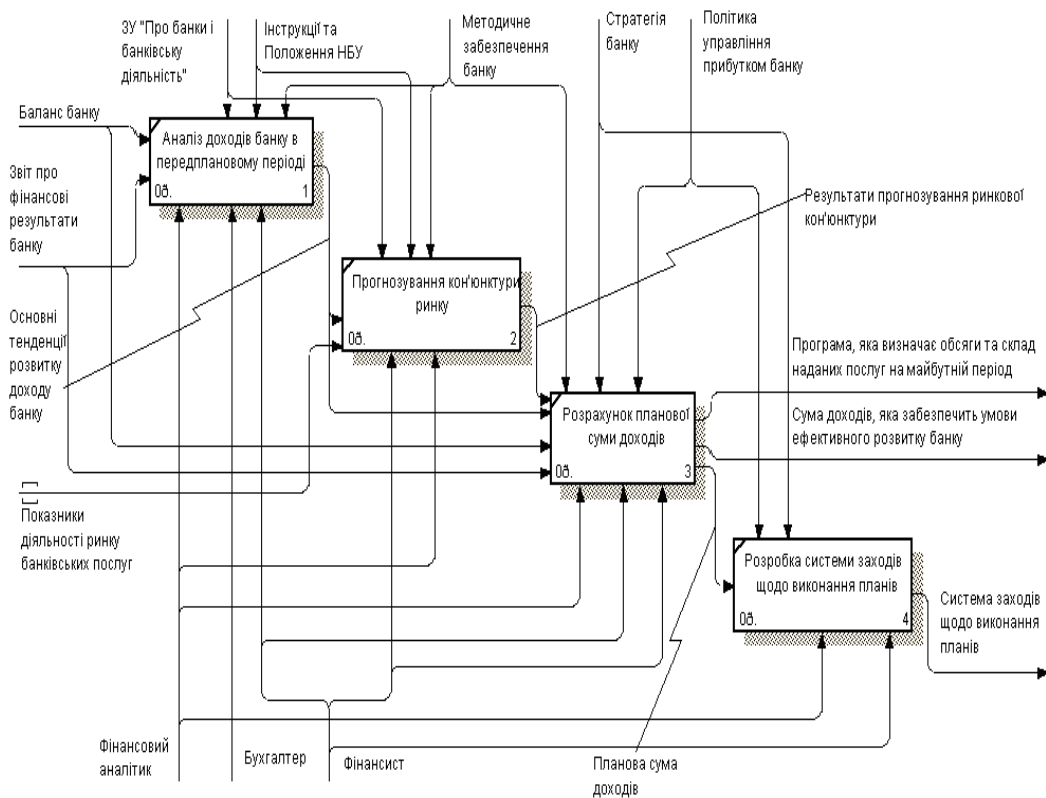 ЗУ "Про банки і
банківську
діяльність"
Інструкції та
Положення НБУ
Методичне
забезпечення
банку
Стратегія
банку
Політика
управління
прибутком банку
Баланс банку
Аналіз доходів банку в
передплановому періоді
0ð.
1
Звіт про
фінансові
результати
банку
Результати прогнозування ринкової
кон'юнктури
Прогнозування кон'юнктури
ринку
0ð.
2
Основні
тенденції
розвитку
доходу
банку
Програма, яка визначає обсяги та склад
наданих послуг на майбутній період
Розрахунок планової
суми доходів
0ð.
3
Сума доходів, яка забезпечить умови
ефективного розвитку банку
Показники
діяльності ринку
банківських послуг
Розробка системи заходів
щодо виконання планів
0ð.
4
Система заходів
щодо виконання
планів
Фінансовий
аналітик
Бухгалтер
Фінансист
Планова сума
доходів